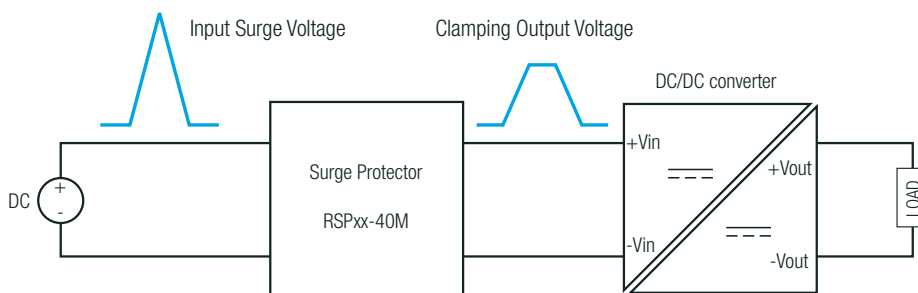 Input Surge Voltage
Clamping Output Voltage
DC/DC converter
DC
+
-
Surge Protector
RSPxx-40M
+Vin
-Vin
+Vout
-Vout
LOAD